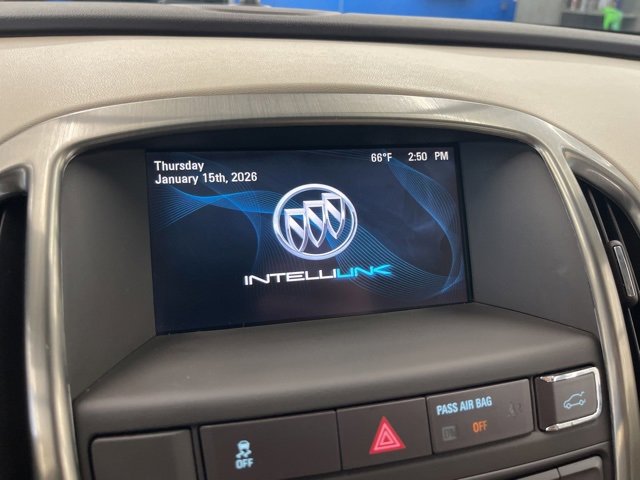 Thursday
January 15th, 2026
66°F 2:50 PM
INTELLILINK
PASS AIR BAG
OFF
OFF